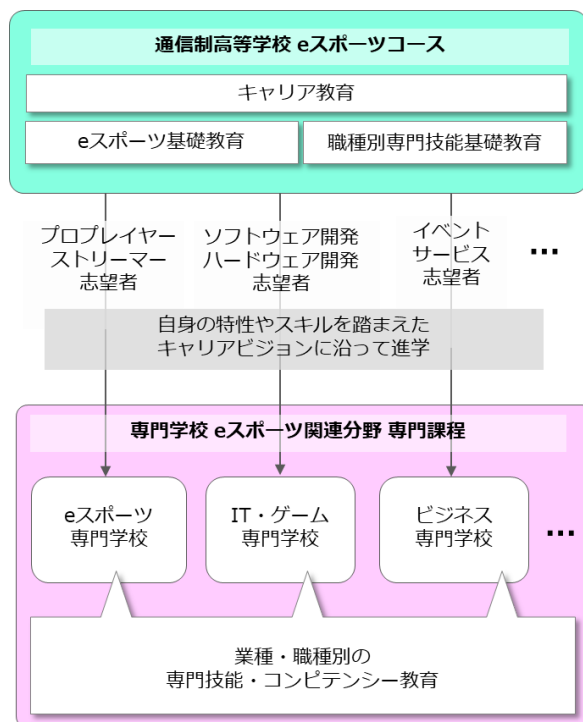 通信制高等学校 eスポーツコース
キャリア教育
eスポーツ基礎教育
職種別専門技能基礎教育
プロプレイヤー
ストリーマー
志望者
ソフトウェア開発
ハードウェア開発
志望者
イベント
サービス
志望者
…
自身の特性やスキルを踏まえた
キャリアビジョンに沿って進学
専門学校 eスポーツ関連分野 専門課程
eスポーツ
専門学校
IT・ゲーム
専門学校
ビジネス
専門学校
…
業種・職種別の
専門技能・コンピテンシー教育